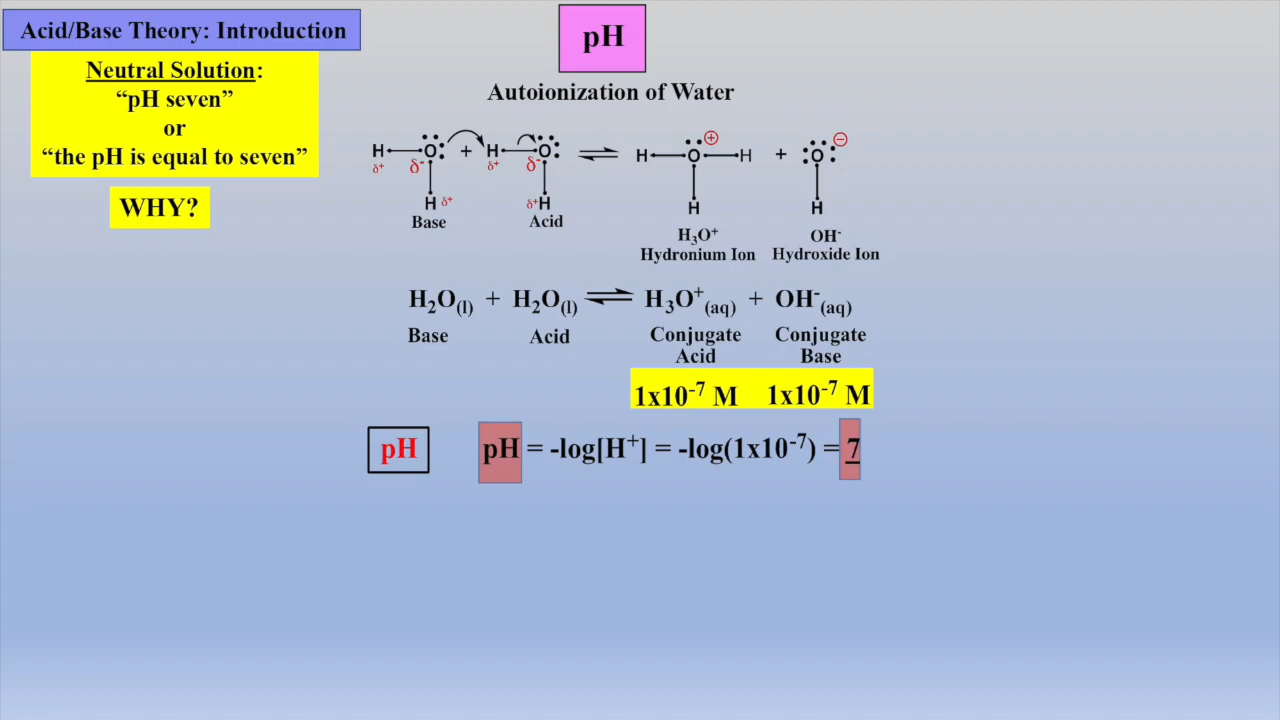 Acid/Base Theory: Introduction
pH
Neutral Solution:
“pH seven”
or
“the pH is equal to seven”
WHY?
Autoionization of Water
H O + H O ⇌ H O H + O
δ⁺ δ⁻ δ⁺ δ⁻ ⊕ ⊖
H δ⁺ δ⁺ H H H
Base Acid
H₃O⁺ OH⁻
Hydronium Ion Hydroxide Ion
H₂O(l) + H₂O(l) ⇌ H₃O⁺(aq) + OH⁻(aq)
Base Acid Conjugate Acid Conjugate Base
1x10⁻⁷ M 1x10⁻⁷ M
pH pH = -log[H⁺] = -log(1x10⁻⁷) = 7